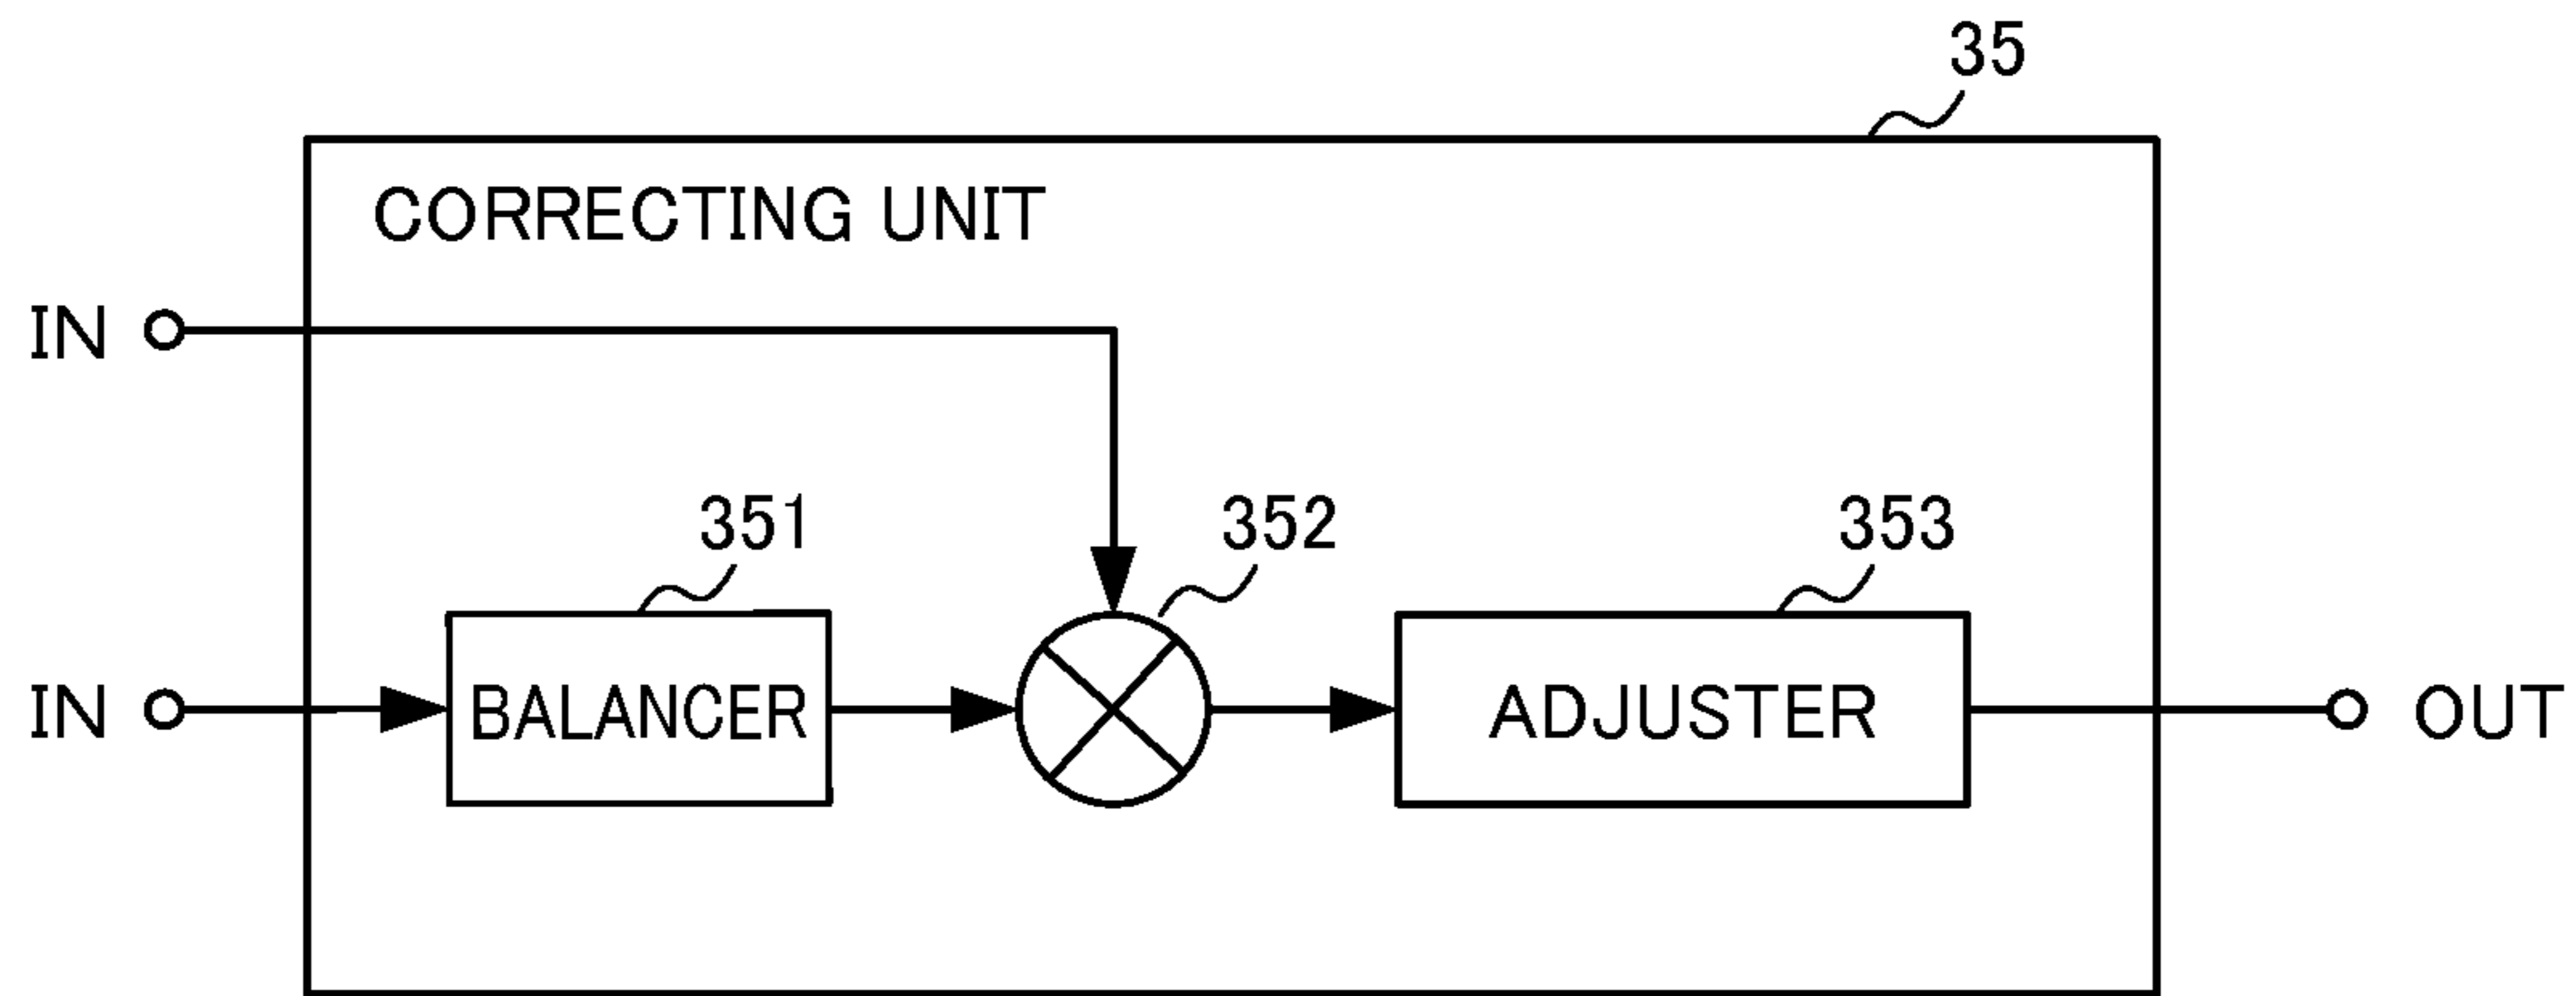 35
CORRECTING UNIT
IN
351
352
353
IN
BALANCER
ADJUSTER
OUT